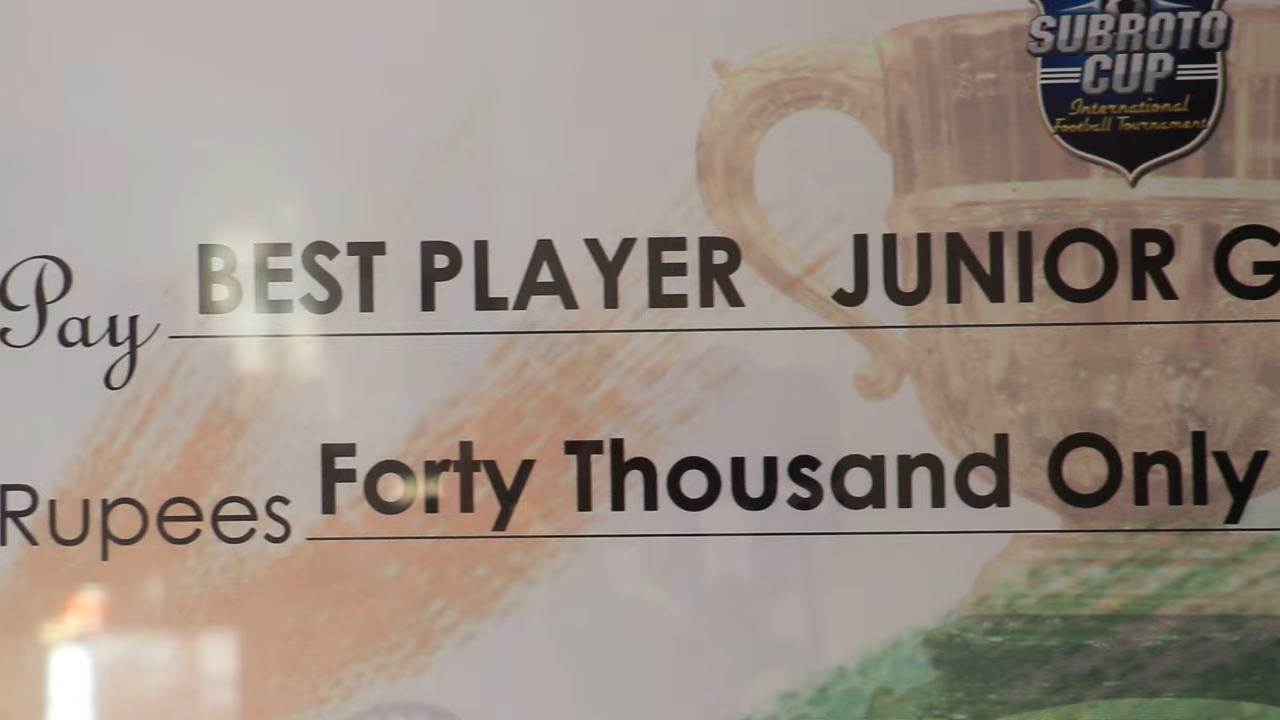 SUBROTO
CUP
International
Football Tournament
Pay BEST PLAYER JUNIOR G
Rupees Forty Thousand Only